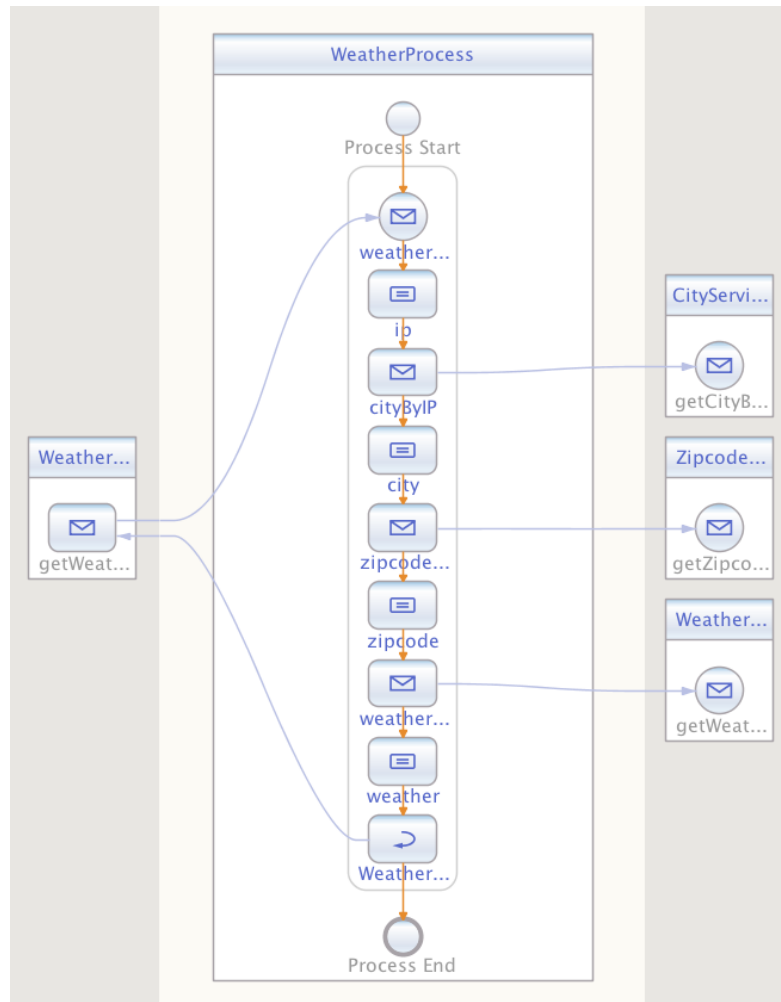 WeatherProcess
Process Start
weather...
ip
cityByIP
city
zipcode...
zipcode
weather...
weather
Weather...
Process End
Weather...
getWeat...
CityServi...
getCityB...
Zipcode...
getZipco...
Weather...
getWeat...